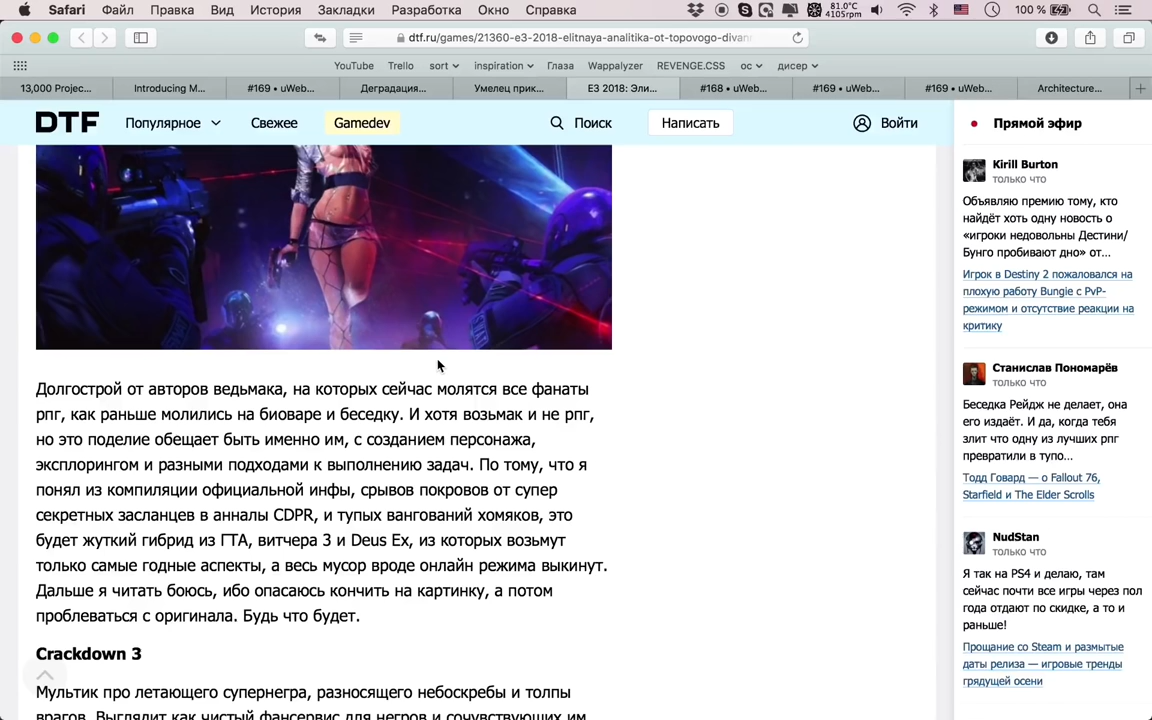 Safari Файл Правка Вид История Закладки Разработка Окно Справка 81.0°C 4105rpm 100 %
dtf.ru/games/21360-e3-2018-elitnaya-analitika-ot-topovogo-divann
YouTube Trello sort inspiration Глаза Wappalyzer REVENGE.CSS ос дисер
13,000 Projec... Introducing M... #169 • uWeb... Деградация... Умелец прик... E3 2018: Эли... #168 • uWeb... #169 • uWeb... #169 • uWeb... Architecture...
DTF Популярное Свежее Gamedev Поиск Написать Войти
Долгострой от авторов ведьмака, на которых сейчас молятся все фанаты
рпг, как раньше молились на биоваре и беседку. И хотя возьмак и не рпг,
но это поделие обещает быть именно им, с созданием персонажа,
эксплорингом и разными подходами к выполнению задач. По тому, что я
понял из компиляции официальной инфы, срывов покровов от супер
секретных засланцев в анналы CDPR, и тупых вангований хомяков, это
будет жуткий гибрид из ГТА, витчера 3 и Deus Ex, из которых возьмут
только самые годные аспекты, а весь мусор вроде онлайн режима выкинут.
Дальше я читать боюсь, ибо опасаюсь кончить на картинку, а потом
проблеваться с оригинала. Будь что будет.
Crackdown 3
Мультик про летающего супернегра, разносящего небоскребы и толпы
врагов. Выглядит как чистый фансервис для негров и сочувствующих им
Прямой эфир
Kirill Burton
только что
Объявляю премию тому, кто
найдёт хоть одну новость о
«игроки недовольны Дестини/
Бунго пробивают дно» от...
Игрок в Destiny 2 пожаловался на
плохую работу Bungie с PvP-
режимом и отсутствие реакции на
критику
Станислав Пономарёв
только что
Беседка Рейдж не делает, она
его издаёт. И да, когда тебя
злит что одну из лучших рпг
превратили в тупо...
Тодд Говард — о Fallout 76,
Starfield и The Elder Scrolls
NudStan
только что
Я так на PS4 и делаю, там
сейчас почти все игры через пол
года отдают по скидке, а то и
раньше!
Прощание со Steam и размытые
даты релиза — игровые тренды
грядущей осени